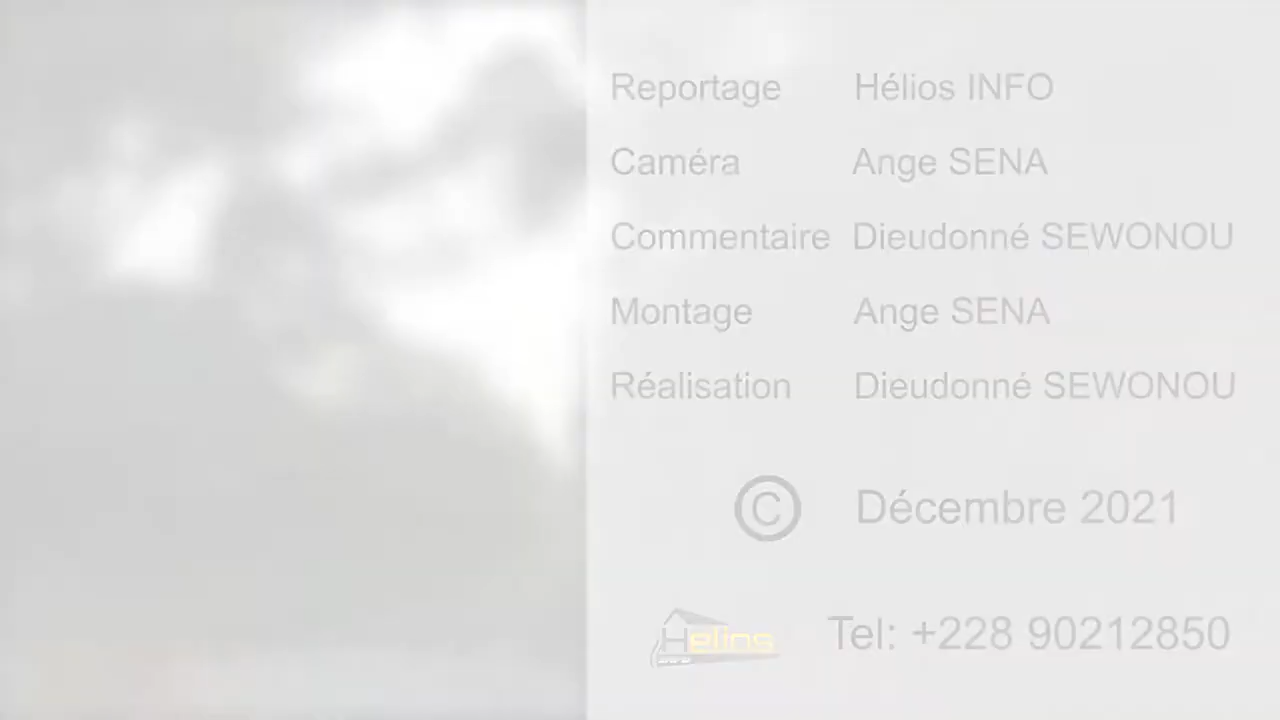 Reportage Hélios INFO
Caméra Ange SENA
Commentaire Dieudonné SEWONOU
Montage Ange SENA
Réalisation Dieudonné SEWONOU
© Décembre 2021
Helios
Tel: +228 90212850